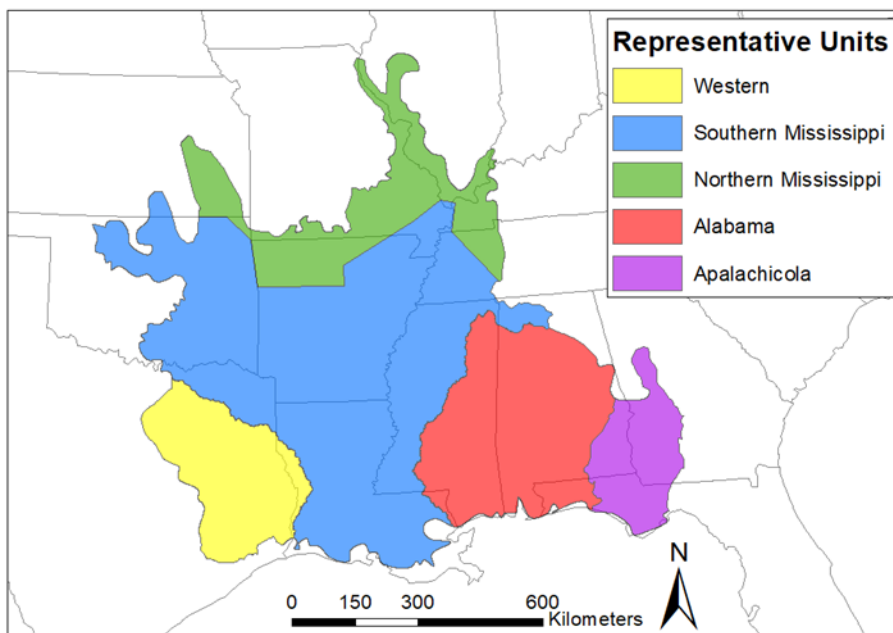 Representative Units
Western
Southern Mississippi
Northern Mississippi
Alabama
Apalachicola
N
0 150 300 600
Kilometers